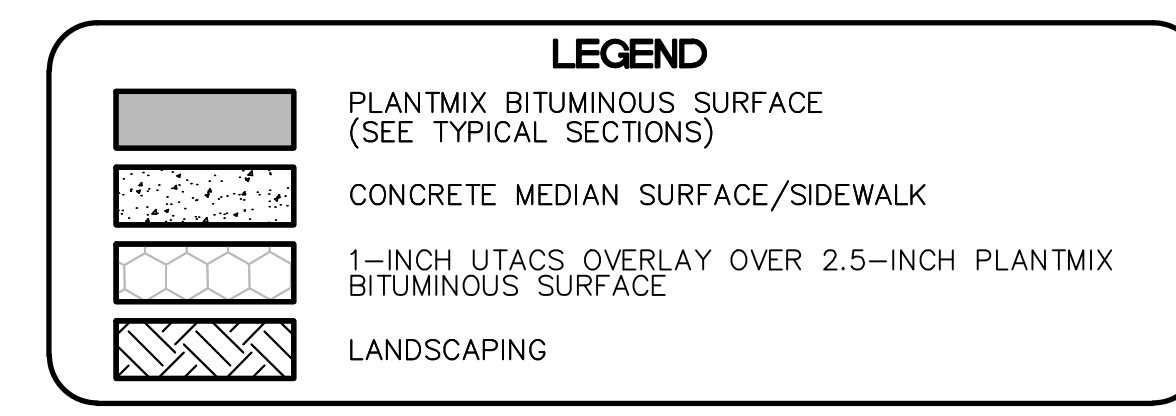 LEGEND
PLANTMIX BITUMINOUS SURFACE
(SEE TYPICAL SECTIONS)
CONCRETE MEDIAN SURFACE/SIDEWALK
1-INCH UTACS OVERLAY OVER 2.5-INCH PLANTMIX
BITUMINOUS SURFACE
LANDSCAPING